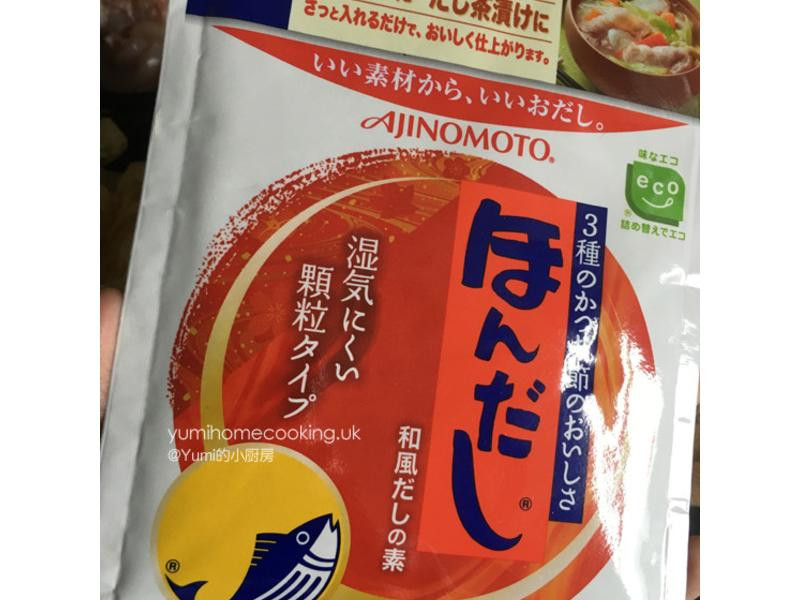 だし茶漬けに
さっと入れるだけで、おいしく仕上がります。
いい素材から、いいおだし。
AJINOMOTO®
味なエコ
eco
®
詰め替えでエコ
3種のかつお節のおいしさ
ほんだし®
湿気にくい
顆粒タイプ
和風だしの素
yumihomecooking.uk
@Yumi的小厨房
®